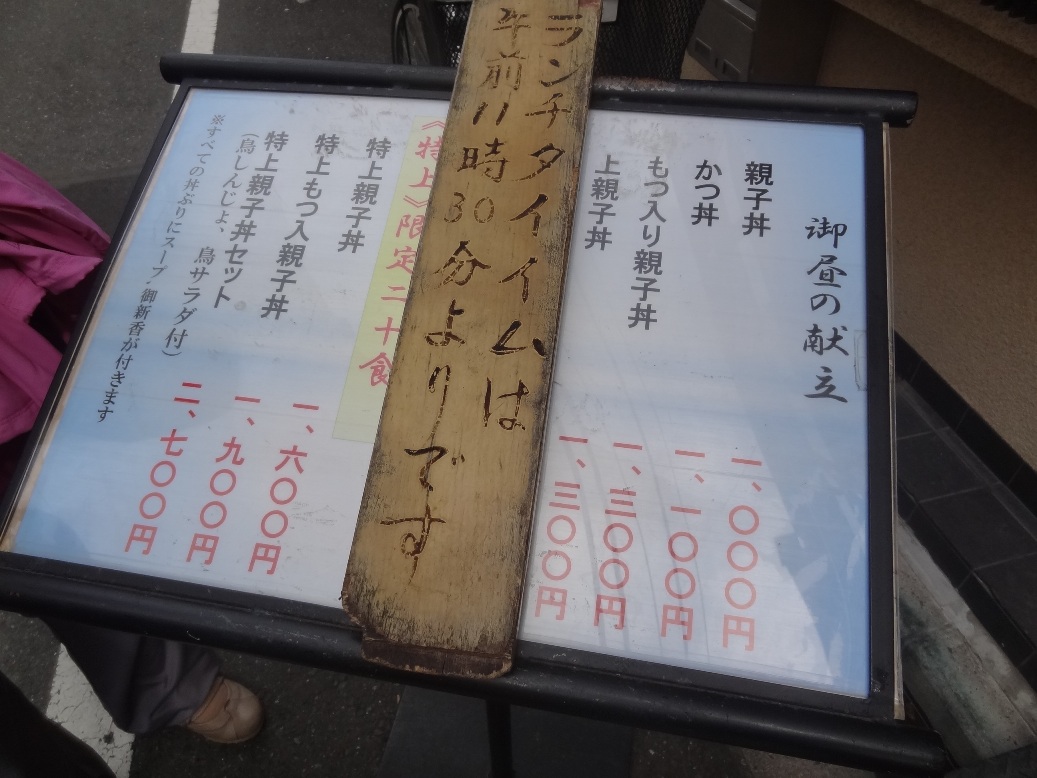 御昼の献立
親子丼 一、〇〇〇円
かつ丼 一、一〇〇円
もつ入り親子丼 一、三〇〇円
上親子丼 一、三〇〇円
ランチタイムは
午前11時30分よりです
《特上》限定二十食
特上親子丼 一、六〇〇円
特上もつ入親子丼 一、九〇〇円
特上親子丼セット 二、七〇〇円
(鳥しんじょ、鳥サラダ付)
※すべての丼ぶりにスープ・御新香が付きます